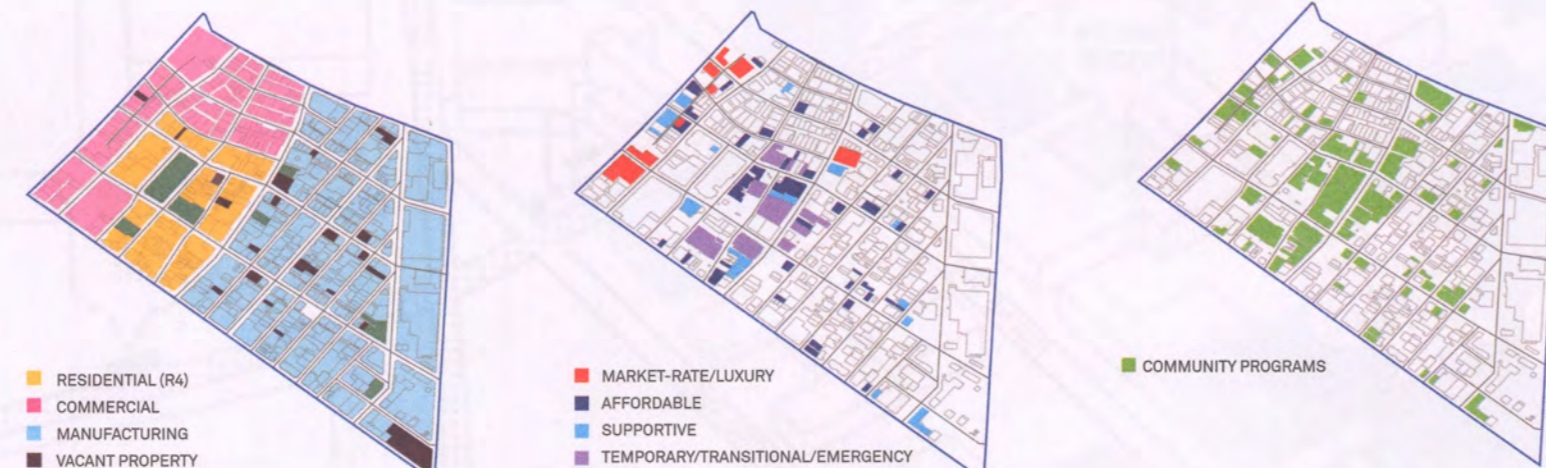 RESIDENTIAL (R4)
COMMERCIAL
MANUFACTURING
VACANT PROPERTY
MARKET-RATE/LUXURY
AFFORDABLE
SUPPORTIVE
TEMPORARY/TRANSITIONAL/EMERGENCY
COMMUNITY PROGRAMS